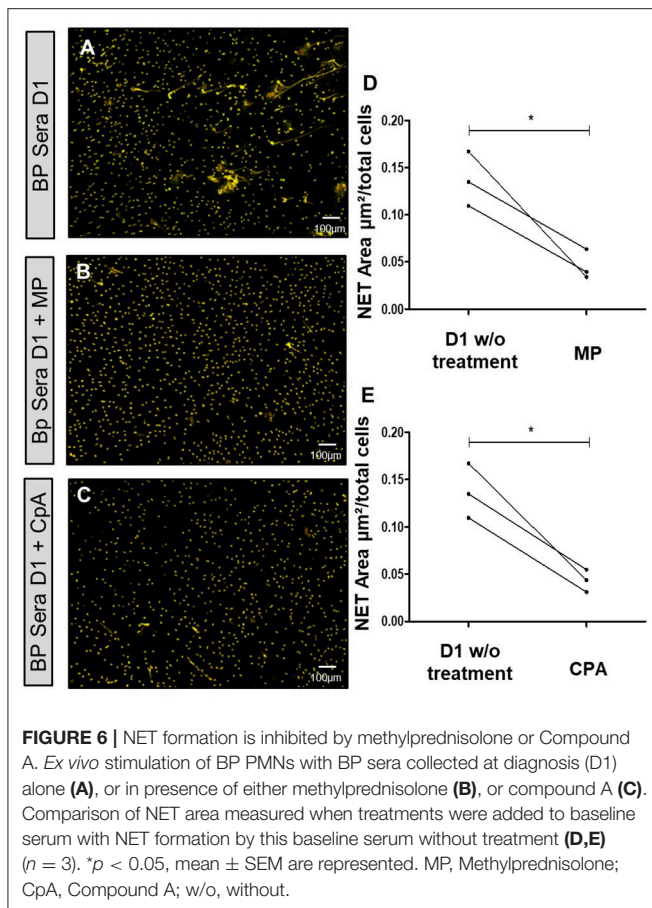 BP Sera D1
A
100µm
Bp Sera D1 + MP
B
100µm
BP Sera D1 + CpA
C
100µm
D
*
NET Area µm²/total cells
0.20
0.15
0.10
0.05
0.00
D1 w/o
treatment
MP
E
*
NET Area µm²/total cells
0.20
0.15
0.10
0.05
0.00
D1 w/o
treatment
CPA
FIGURE 6 | NET formation is inhibited by methylprednisolone or Compound
A. Ex vivo stimulation of BP PMNs with BP sera collected at diagnosis (D1)
alone (A), or in presence of either methylprednisolone (B), or compound A (C).
Comparison of NET area measured when treatments were added to baseline
serum with NET formation by this baseline serum without treatment (D,E)
(n = 3). *p < 0.05, mean ± SEM are represented. MP, Methylprednisolone;
CpA, Compound A; w/o, without.